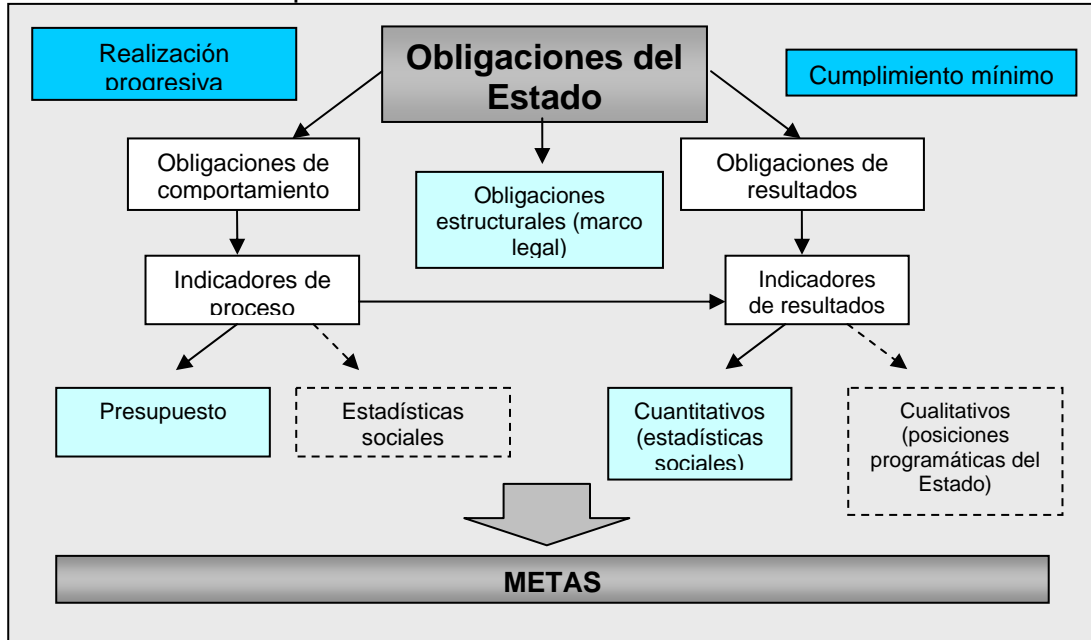 Realización
progresiva
Obligaciones del
Estado
Cumplimiento mínimo
Obligaciones de
comportamiento
Obligaciones
estructurales (marco
legal)
Obligaciones de
resultados
Indicadores de
proceso
Indicadores
de resultados
Presupuesto
Estadísticas
sociales
Cuantitativos
(estadísticas
sociales)
Cualitativos
(posiciones
programáticas del
Estado)
METAS